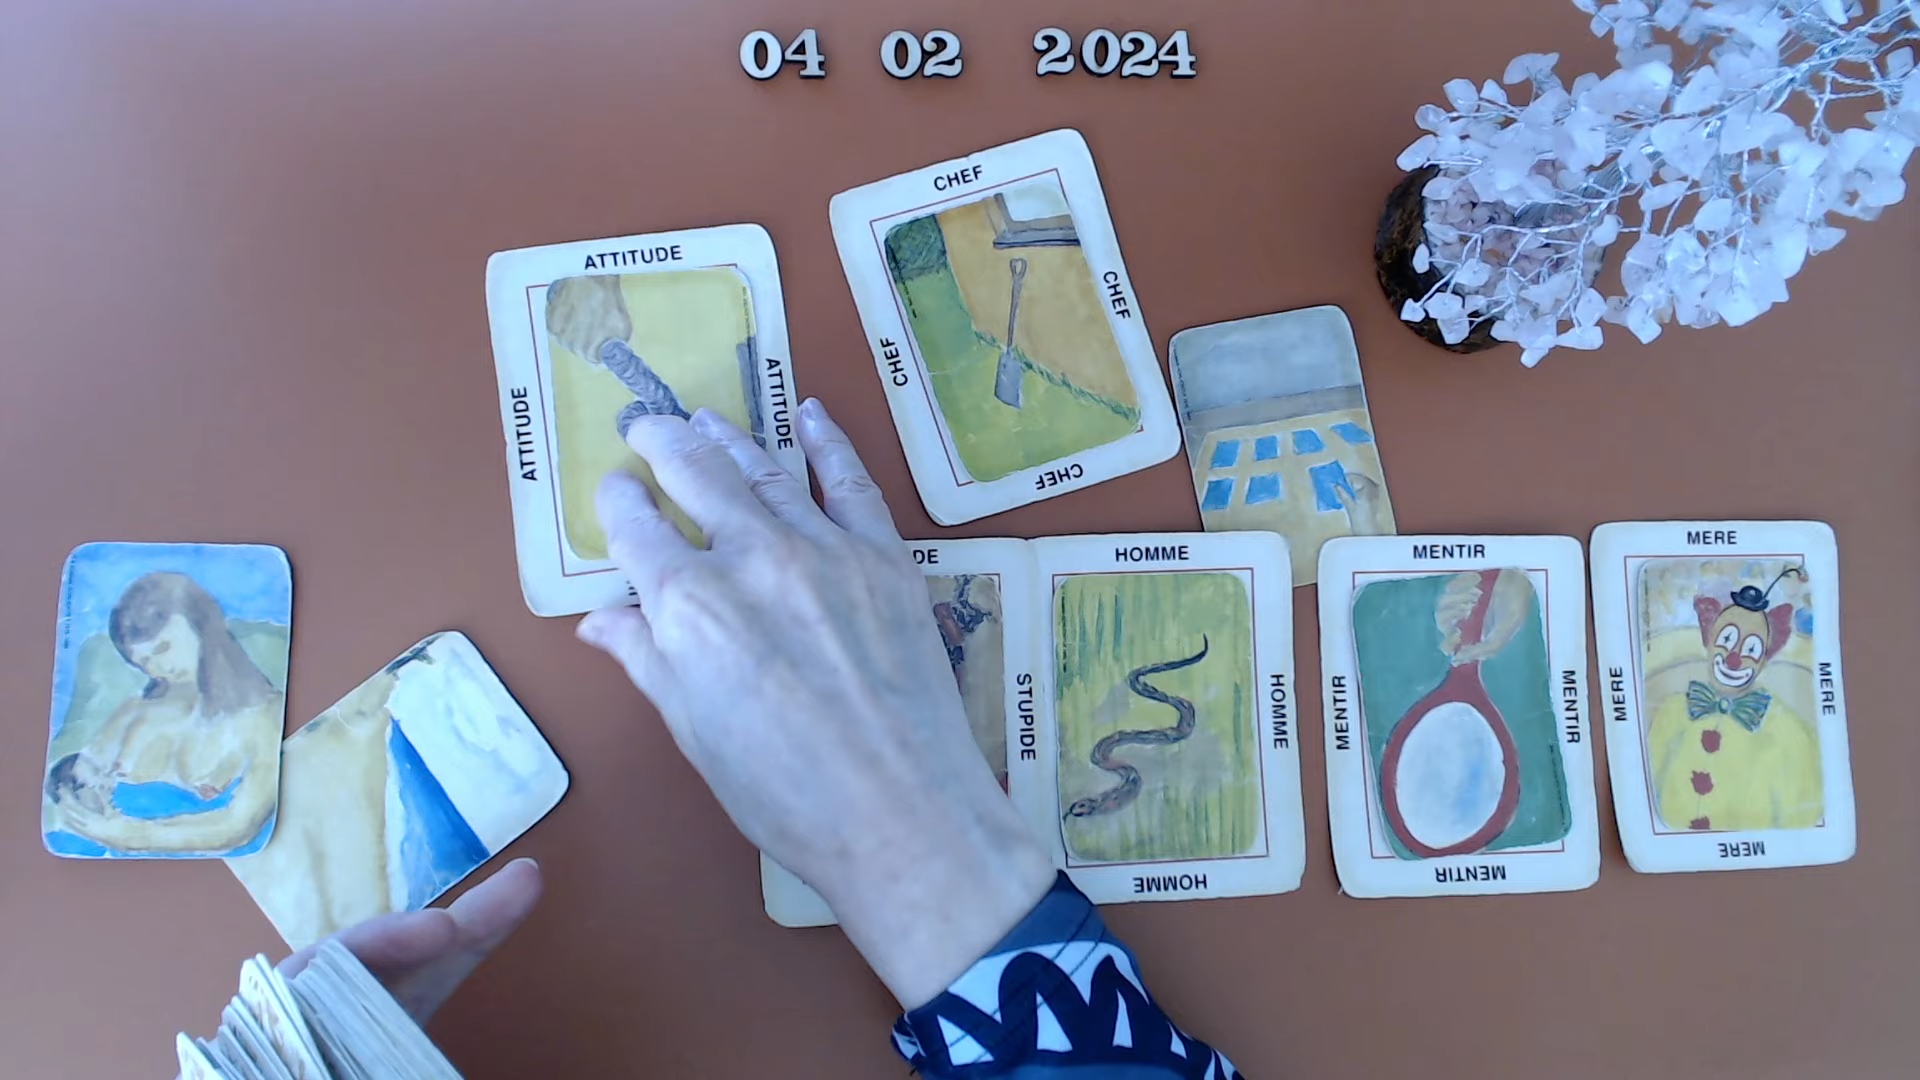 04 02 2024
CHEF
CHEF
CHEF
CHEF
ATTITUDE
ATTITUDE
ATTITUDE
HOMME
HOMME
HOMME
STUPIDE
MENTIR
MENTIR
MENTIR
MENTIR
MERE
MERE
MERE
MERE